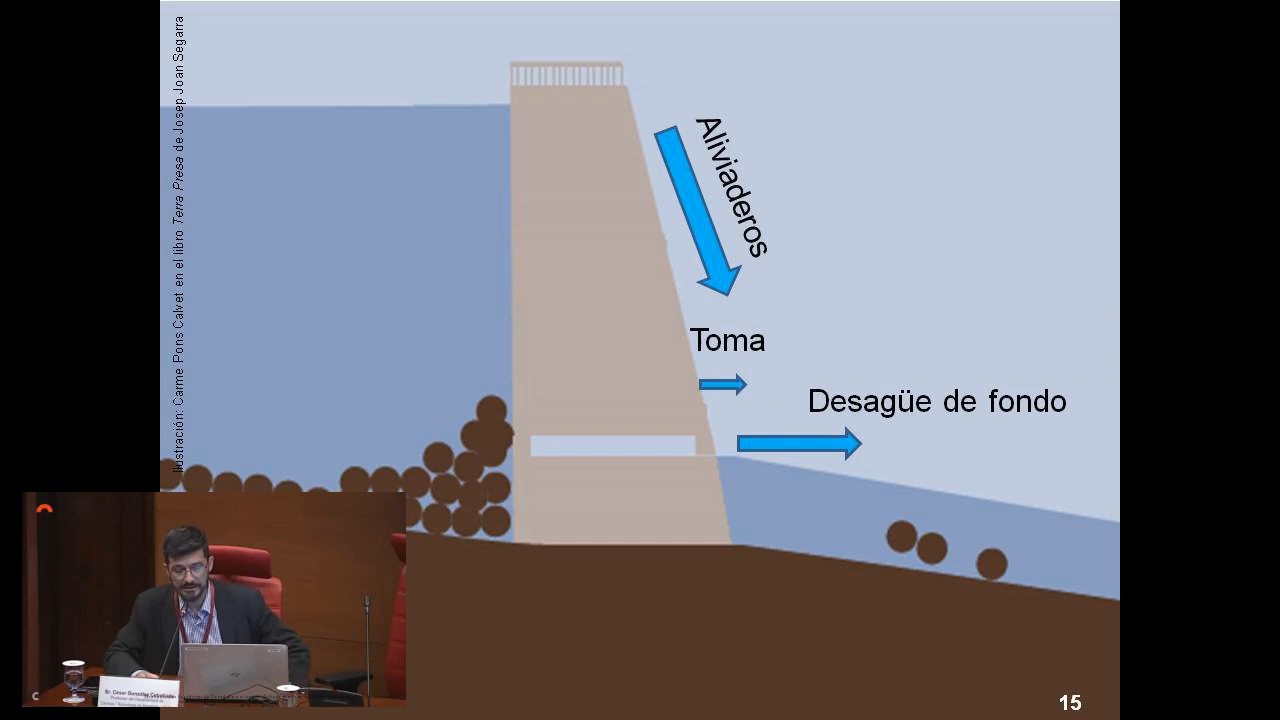 Ilustración: Carme Pons Calvet en el libro Terra Presa de Josep Joan Segarra
Aliviaderos
Toma
Desagüe de fondo
Sr. César González Cebollada
15